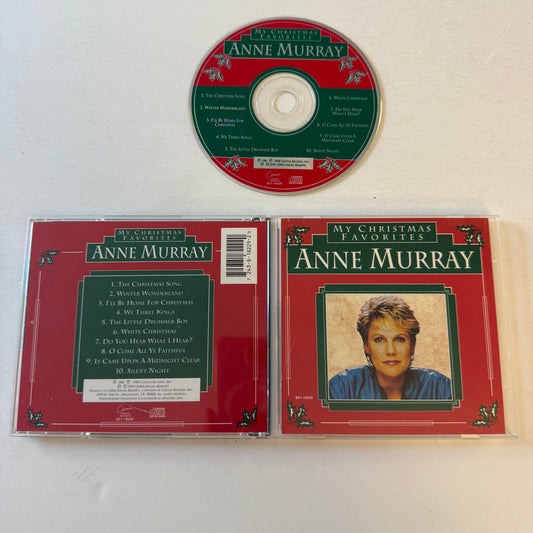 MY CHRISTMAS
FAVORITES
ANNE MURRAY
1. THE CHRISTMAS SONG
2. WINTER WONDERLAND
3. I'LL BE HOME FOR
CHRISTMAS
4. WE THREE KINGS
5. THE LITTLE DRUMMER BOY
6. WHITE CHRISTMAS
7. DO YOU HEAR
WHAT I HEAR?
8. O COME ALL YE FAITHFUL
9. IT CAME UPON A
MIDNIGHT CLEAR
10. SILENT NIGHT
MY CHRISTMAS
FAVORITES
ANNE MURRAY
1. THE CHRISTMAS SONG
2. WINTER WONDERLAND
3. I'LL BE HOME FOR CHRISTMAS
4. WE THREE KINGS
5. THE LITTLE DRUMMER BOY
6. WHITE CHRISTMAS
7. DO YOU HEAR WHAT I HEAR?
8. O COME ALL YE FAITHFUL
9. IT CAME UPON A MIDNIGHT CLEAR
10. SILENT NIGHT
MY CHRISTMAS
FAVORITES
ANNE MURRAY